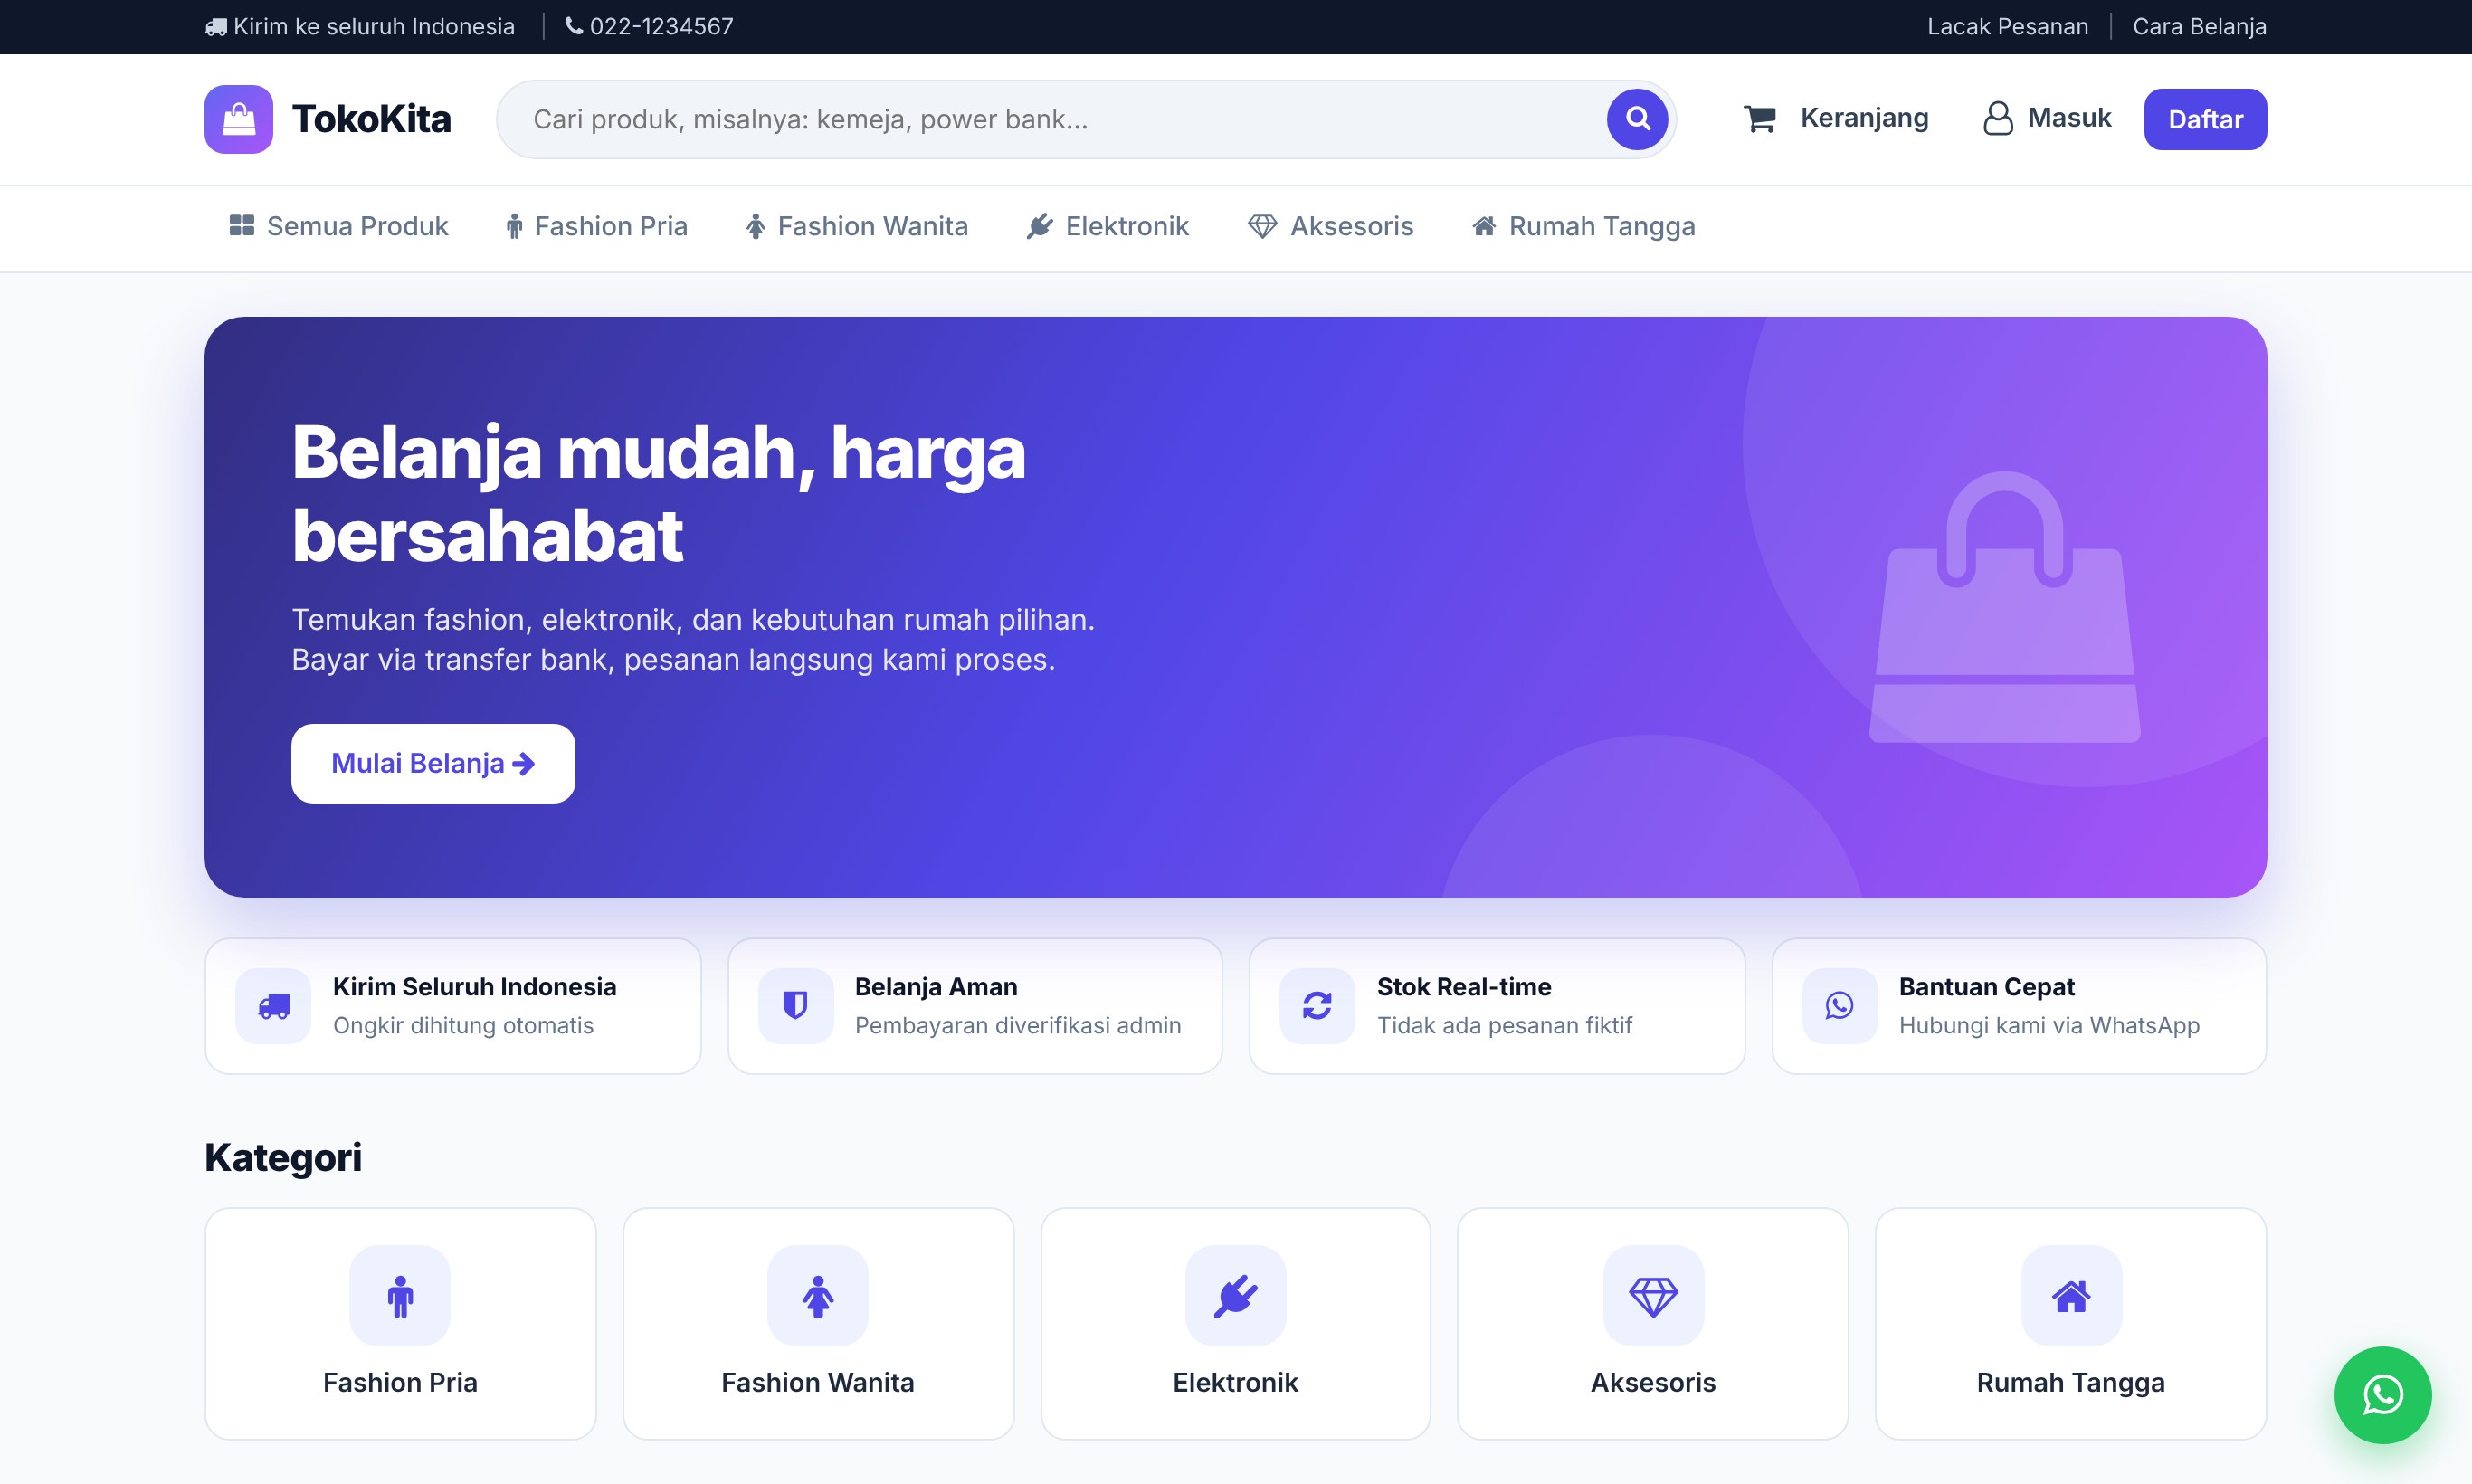 Kirim ke seluruh Indonesia
022-1234567
Lacak Pesanan
Cara Belanja
TokoKita
Cari produk, misalnya: kemeja, power bank...
Keranjang
Masuk
Daftar
Semua Produk
Fashion Pria
Fashion Wanita
Elektronik
Aksesoris
Rumah Tangga
Belanja mudah, harga
bersahabat
Temukan fashion, elektronik, dan kebutuhan rumah pilihan.
Bayar via transfer bank, pesanan langsung kami proses.
Mulai Belanja
Kirim Seluruh Indonesia
Ongkir dihitung otomatis
Belanja Aman
Pembayaran diverifikasi admin
Stok Real-time
Tidak ada pesanan fiktif
Bantuan Cepat
Hubungi kami via WhatsApp
Kategori
Fashion Pria
Fashion Wanita
Elektronik
Aksesoris
Rumah Tangga